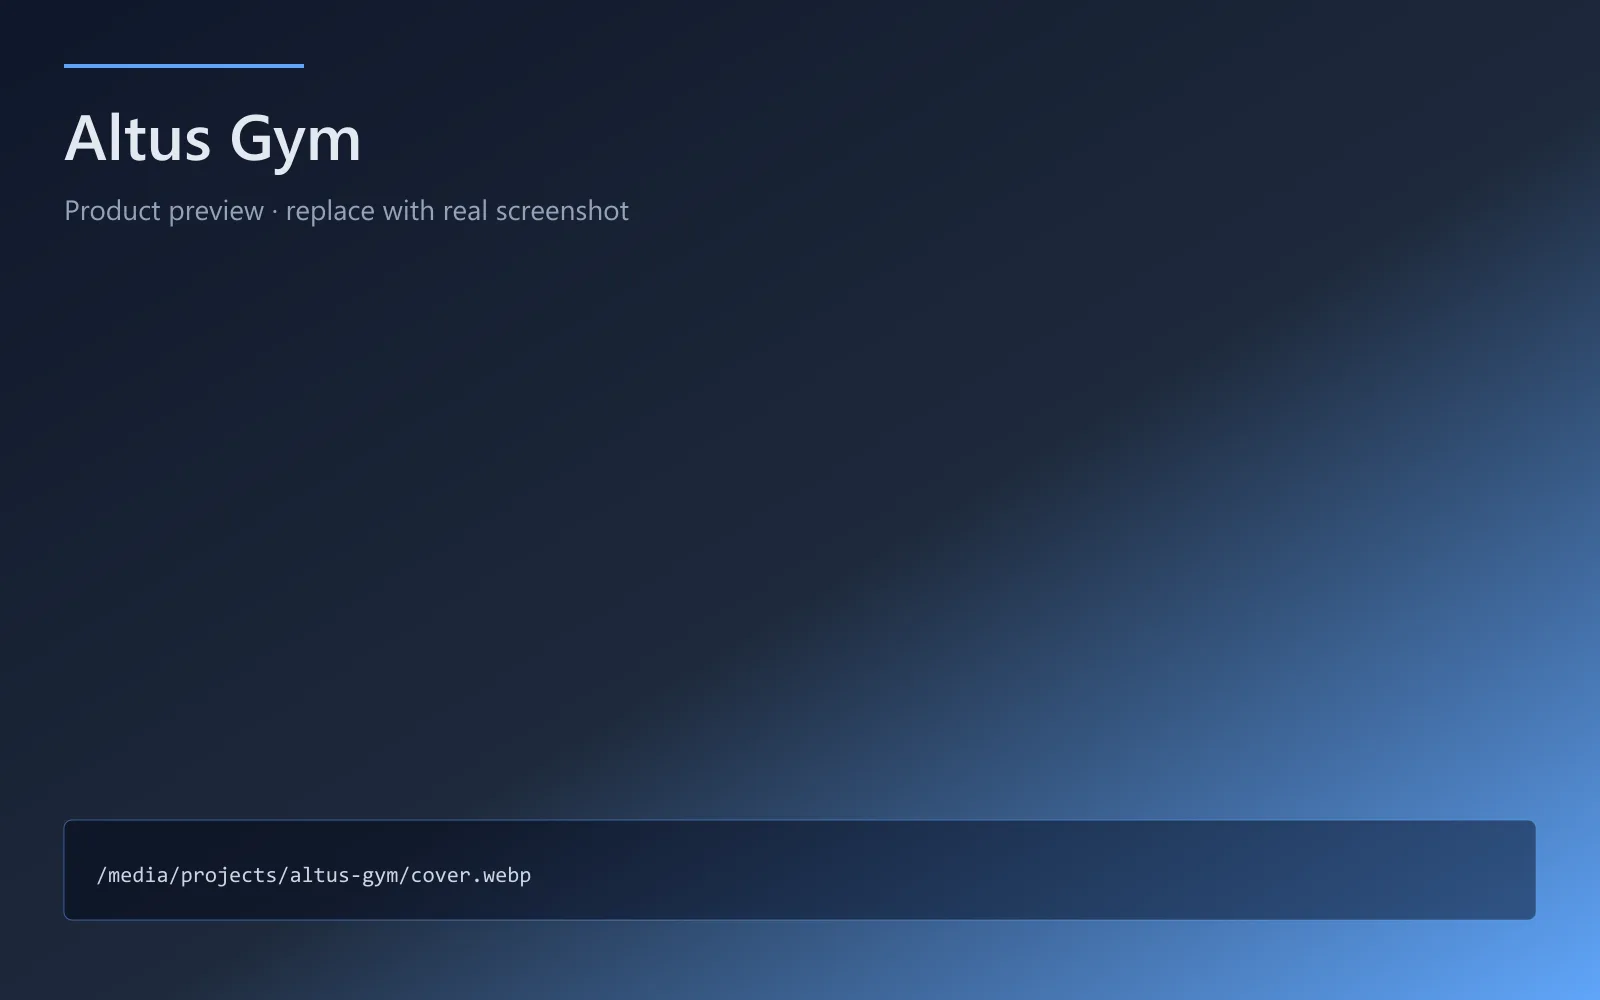 Altus Gym
Product preview · replace with real screenshot
/media/projects/altus-gym/cover.webp